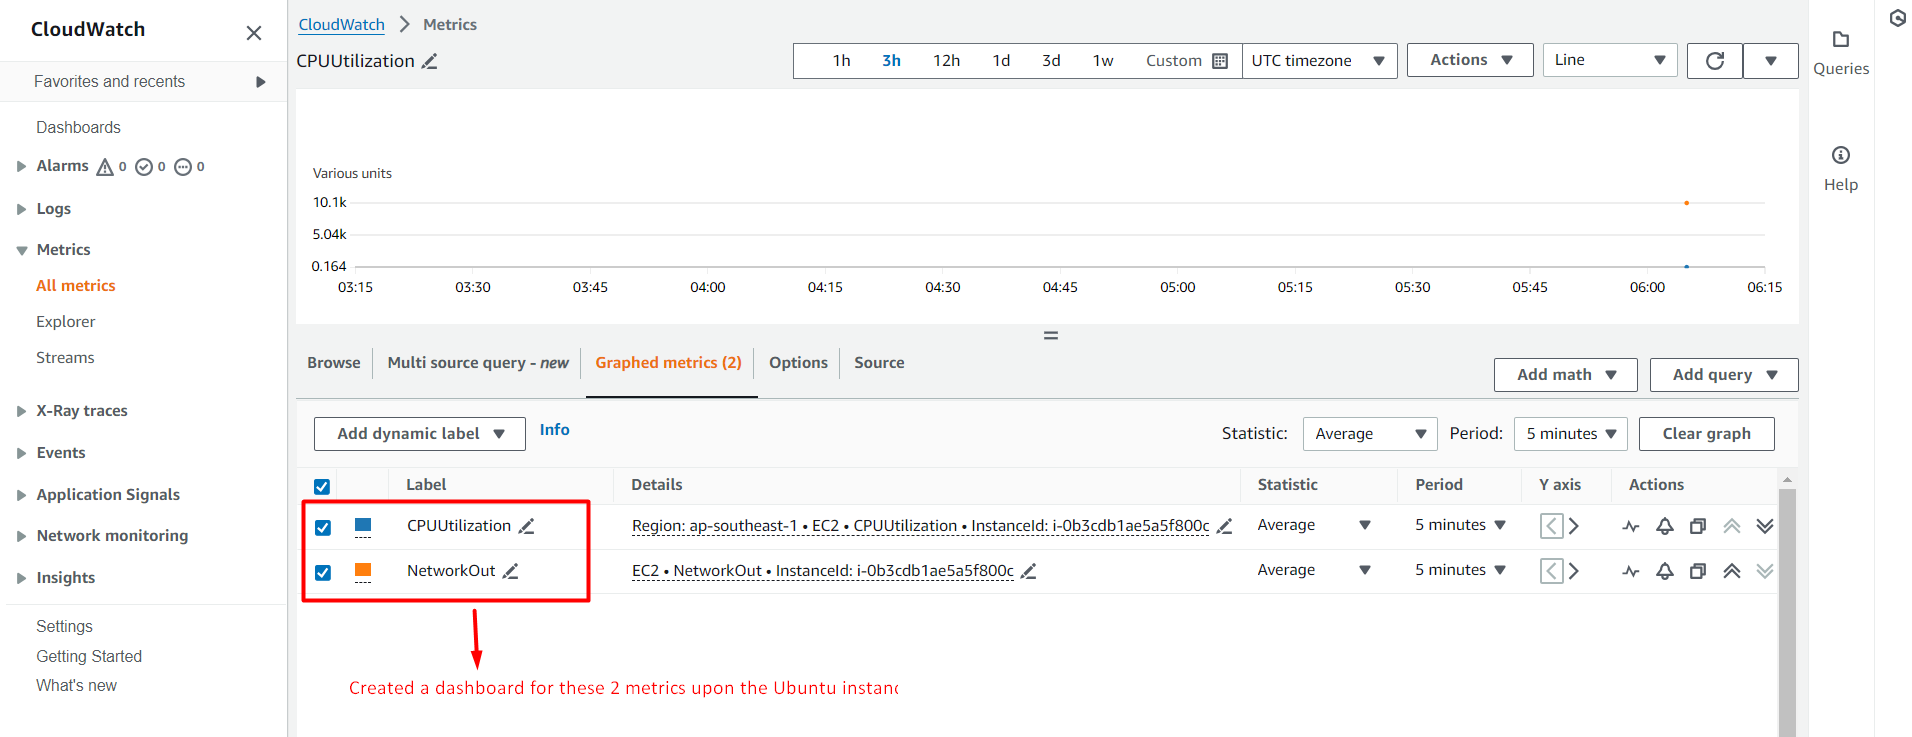 CloudWatch
Favorites and recents
Dashboards
Alarms 0 0 0
Logs
Metrics
All metrics
Explorer
Streams
X-Ray traces
Events
Application Signals
Network monitoring
Insights
Settings
Getting Started
What's new
CloudWatch Metrics
CPUUtilization
1h 3h 12h 1d 3d 1w Custom UTC timezone Actions Line
Various units
10.1k
5.04k
0.164
03:15 03:30 03:45 04:00 04:15 04:30 04:45 05:00 05:15 05:30 05:45 06:00 06:15
Browse Multi source query - new Graphed metrics (2) Options Source
Add math Add query
Add dynamic label Info Statistic: Average Period: 5 minutes Clear graph
Label Details Statistic Period Y axis Actions
CPUUtilization Region: ap-southeast-1 • EC2 • CPUUtilization • InstanceId: i-0b3cdb1ae5a5f800c Average 5 minutes
NetworkOut EC2 • NetworkOut • InstanceId: i-0b3cdb1ae5a5f800c Average 5 minutes
Created a dashboard for these 2 metrics upon the Ubuntu instanc
Queries
Help